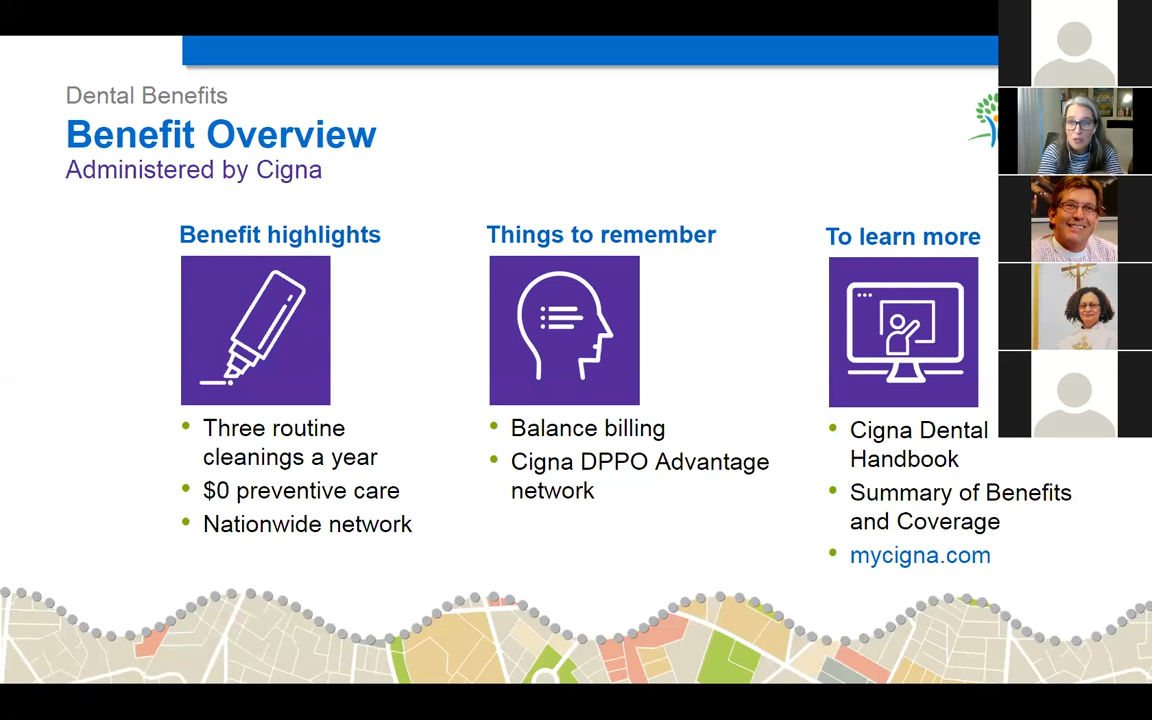 Dental Benefits
Benefit Overview
Administered by Cigna
Benefit highlights
Three routine
cleanings a year
$0 preventive care
Nationwide network
Things to remember
Balance billing
Cigna DPPO Advantage
network
To learn more
Cigna Dental
Handbook
Summary of Benefits
and Coverage
mycigna.com